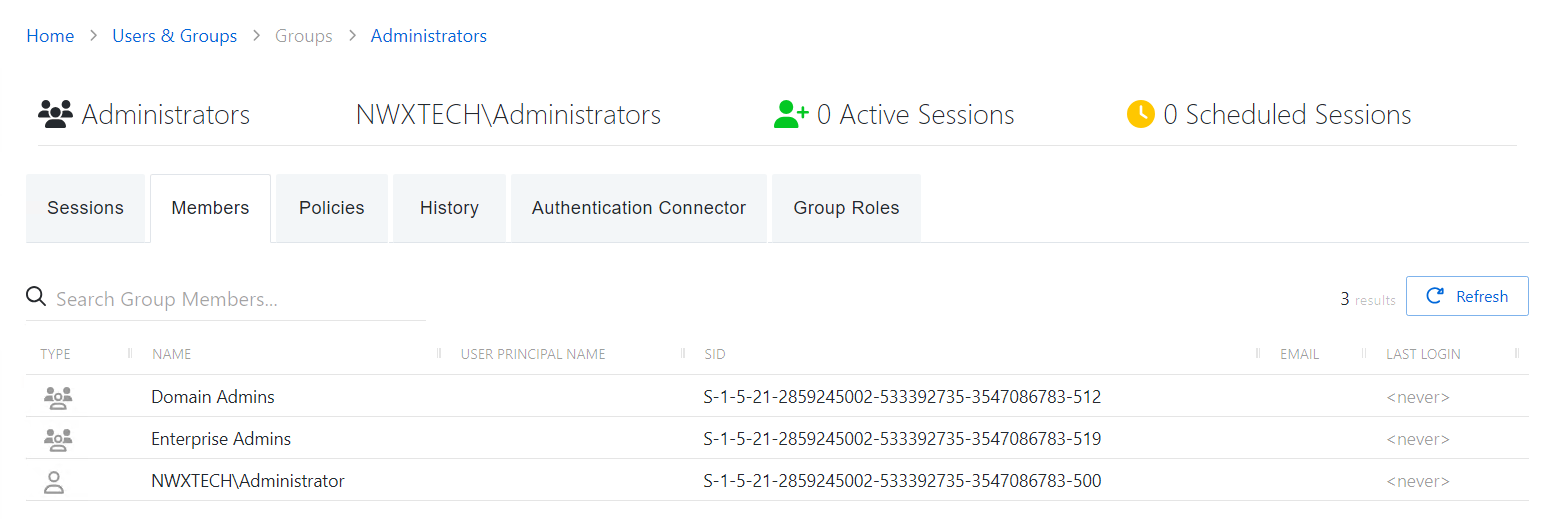 Home > Users & Groups > Groups > Administrators
Administrators NWXTECH\Administrators 0 Active Sessions 0 Scheduled Sessions
Sessions Members Policies History Authentication Connector Group Roles
Search Group Members... 3 results Refresh
TYPE NAME USER PRINCIPAL NAME SID EMAIL LAST LOGIN
Domain Admins S-1-5-21-2859245002-533392735-3547086783-512 <never>
Enterprise Admins S-1-5-21-2859245002-533392735-3547086783-519 <never>
NWXTECH\Administrator S-1-5-21-2859245002-533392735-3547086783-500 <never>